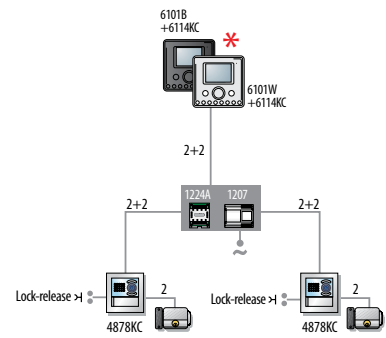 6101B
+6114KC
*
6101W
+6114KC
2+2
2+2
1224A
1207
2+2
~
Lock-release
2
4878KC
Lock-release
2
4878KC